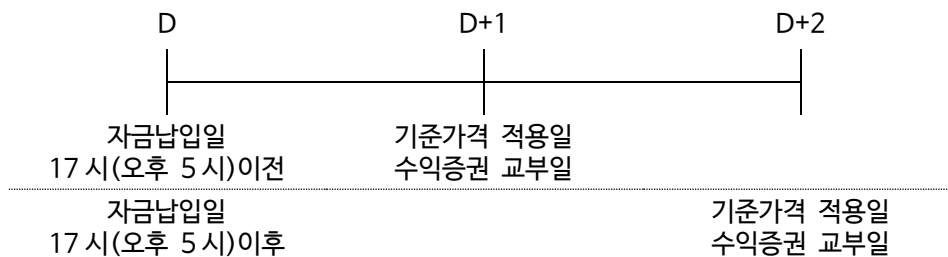 D D+1 D+2
자금납입일 기준가격 적용일
17 시(오후 5 시)이전 수익증권 교부일
자금납입일 기준가격 적용일
17 시(오후 5 시)이후 수익증권 교부일